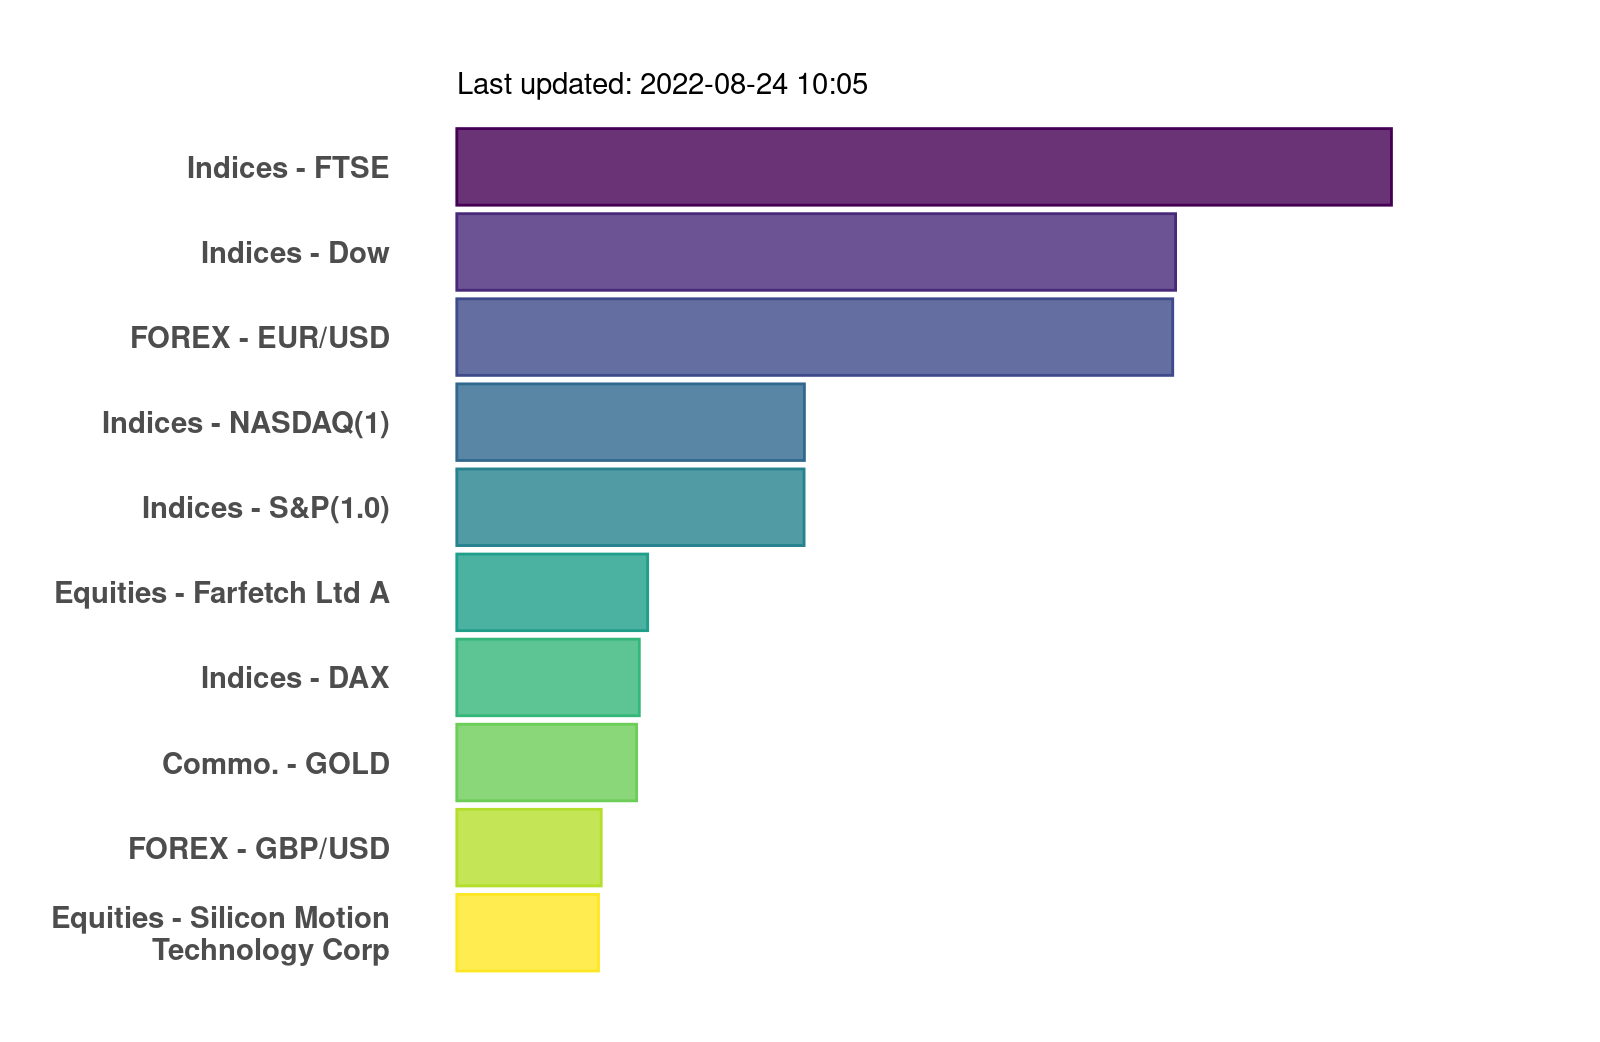 Last updated: 2022-08-24 10:05
Indices - FTSE
Indices - Dow
FOREX - EUR/USD
Indices - NASDAQ(1)
Indices - S&P(1.0)
Equities - Farfetch Ltd A
Indices - DAX
Commo. - GOLD
FOREX - GBP/USD
Equities - Silicon Motion
Technology Corp